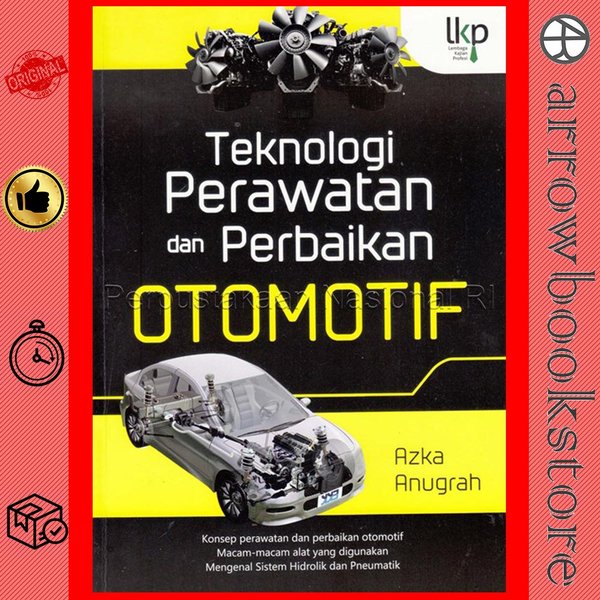 ORIGINAL
lkp
Lembaga
Kajian
Profesi
Teknologi
Perawatan
dan Perbaikan
OTOMOTIF
Perpustakaan Nasional RI
Azka
Anugrah
Konsep perawatan dan perbaikan otomotif
Macam-macam alat yang digunakan
Mengenal Sistem Hidrolik dan Pneumatik
arrowbookstore